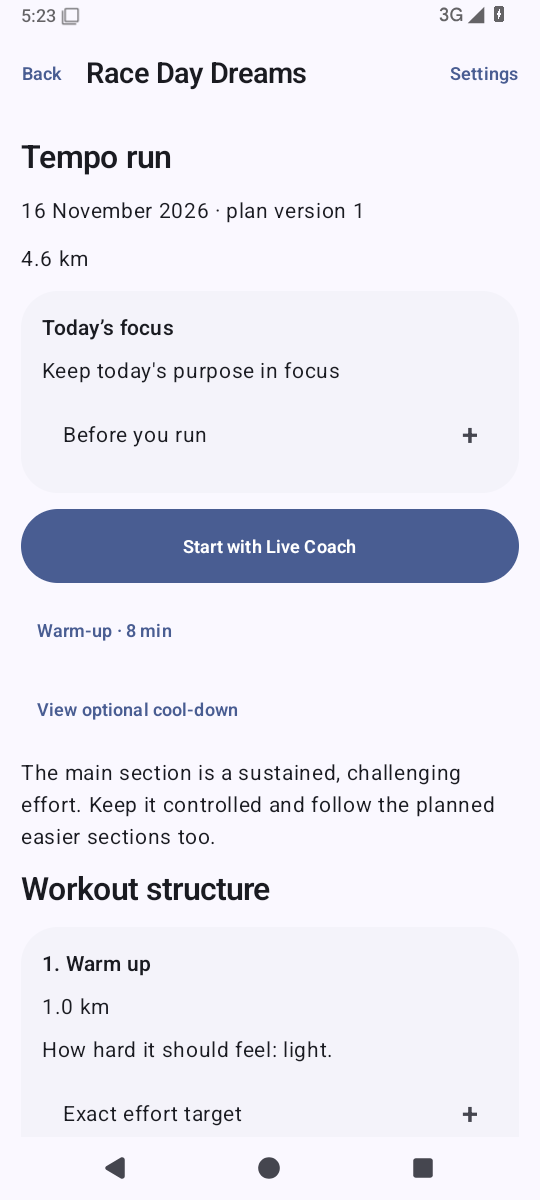 5:23
3G
Back
Race Day Dreams
Settings
Tempo run
16 November 2026 · plan version 1
4.6 km
Today’s focus
Keep today's purpose in focus
Before you run
+
Start with Live Coach
Warm-up · 8 min
View optional cool-down
The main section is a sustained, challenging
effort. Keep it controlled and follow the planned
easier sections too.
Workout structure
1. Warm up
1.0 km
How hard it should feel: light.
Exact effort target
+